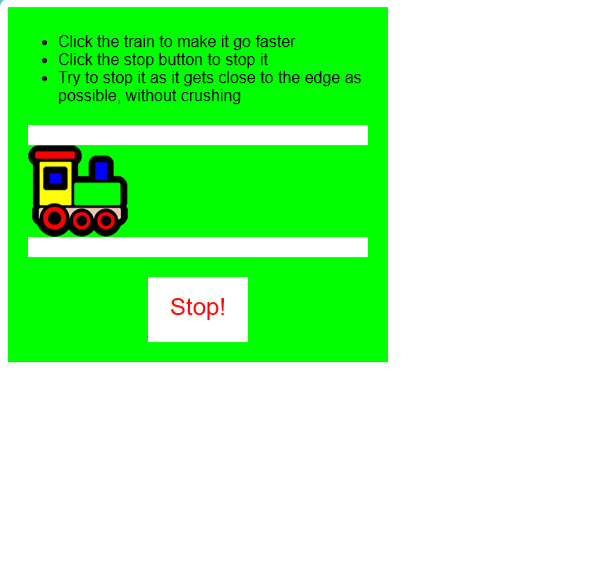 Click the train to make it go faster
Click the stop button to stop it
Try to stop it as it gets close to the edge as
possible, without crushing
Stop!